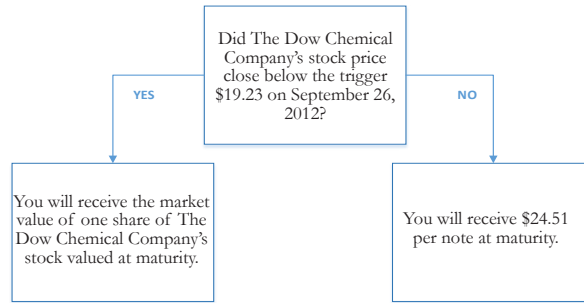 Did The Dow Chemical
Company's stock price
close below the trigger
$19.23 on September 26,
2012?
YES
NO
You will receive the market
value of one share of The
Dow Chemical Company's
stock valued at maturity.
You will receive $24.51
per note at maturity.